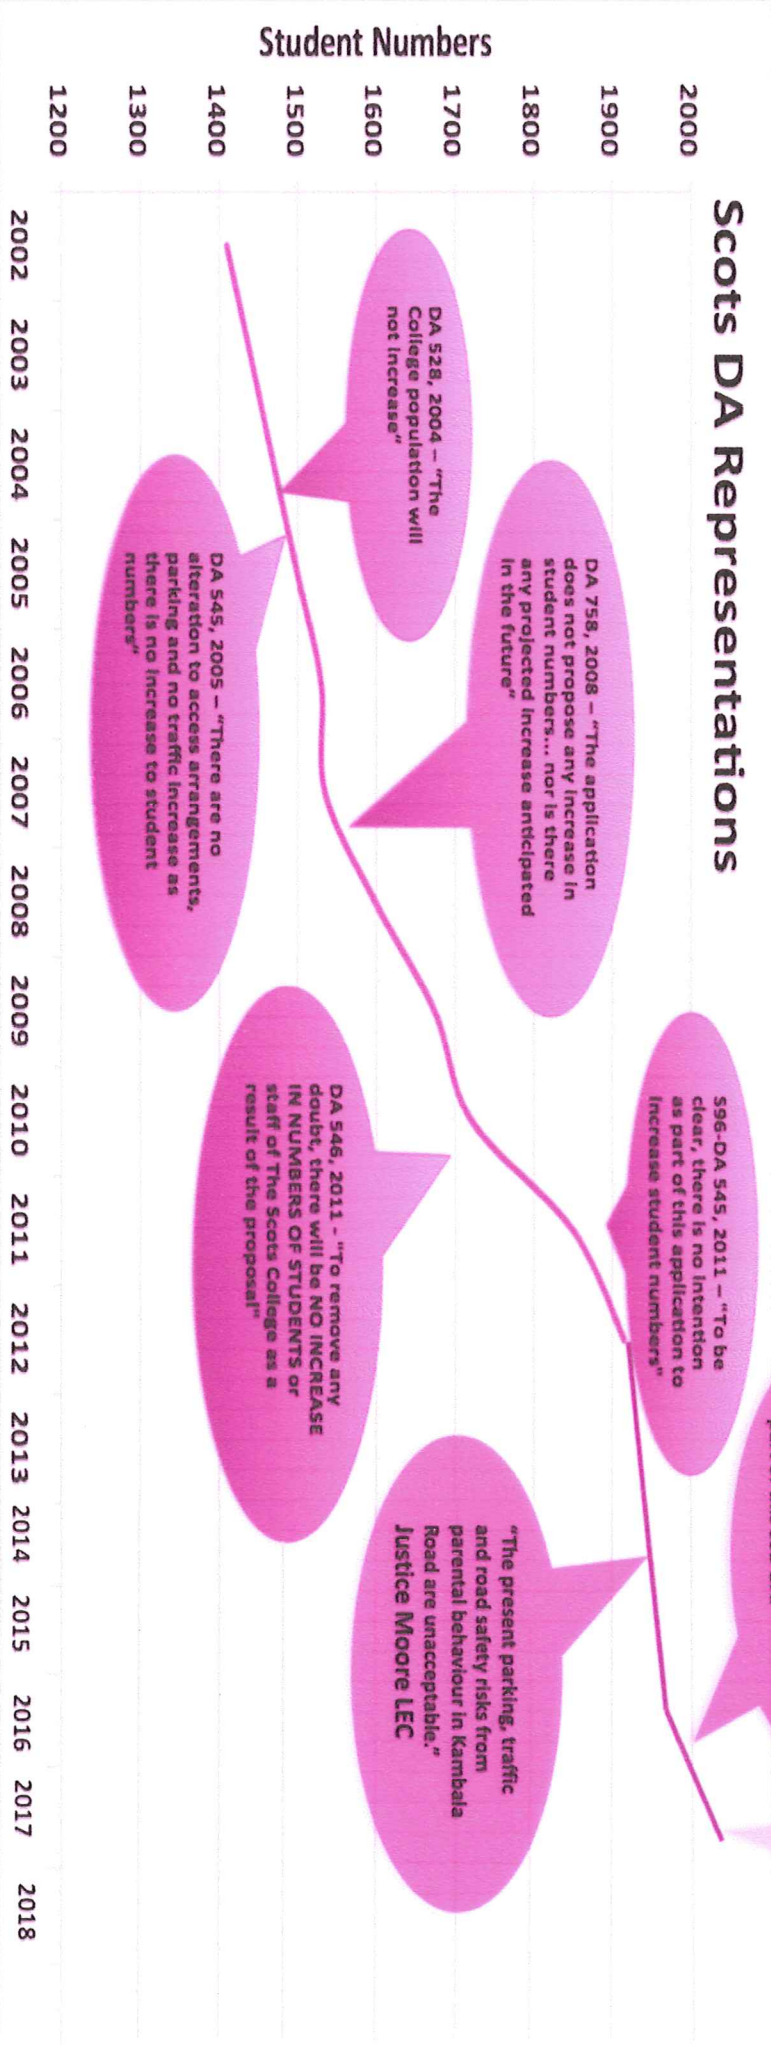 Scots DA Representations
Student Numbers
2000
1900
1800
1700
1600
1500
1400
1300
1200
S96-DA 545, 2011 – "To be
clear, there is no intention
as part of this application to
increase student numbers"
DA 758, 2008 – "The application
does not propose any increase in
student numbers... nor is there
any projected increase anticipated
in the future"
DA 528, 2004 – "The
College population will
not increase"
"The present parking, traffic
and road safety risks from
parental behaviour in Kambala
Road are unacceptable."
Justice Moore LEC
DA 546, 2011 - "To remove any
doubt, there will be NO INCREASE
IN NUMBERS OF STUDENTS or
staff of The Scots College as a
result of the proposal"
DA 545, 2005 – "There are no
alteration to access arrangements,
parking and no traffic increase as
there is no increase to student
numbers"
2002 2003 2004 2005 2006 2007 2008 2009 2010 2011 2012 2013 2014 2015 2016 2017 2018